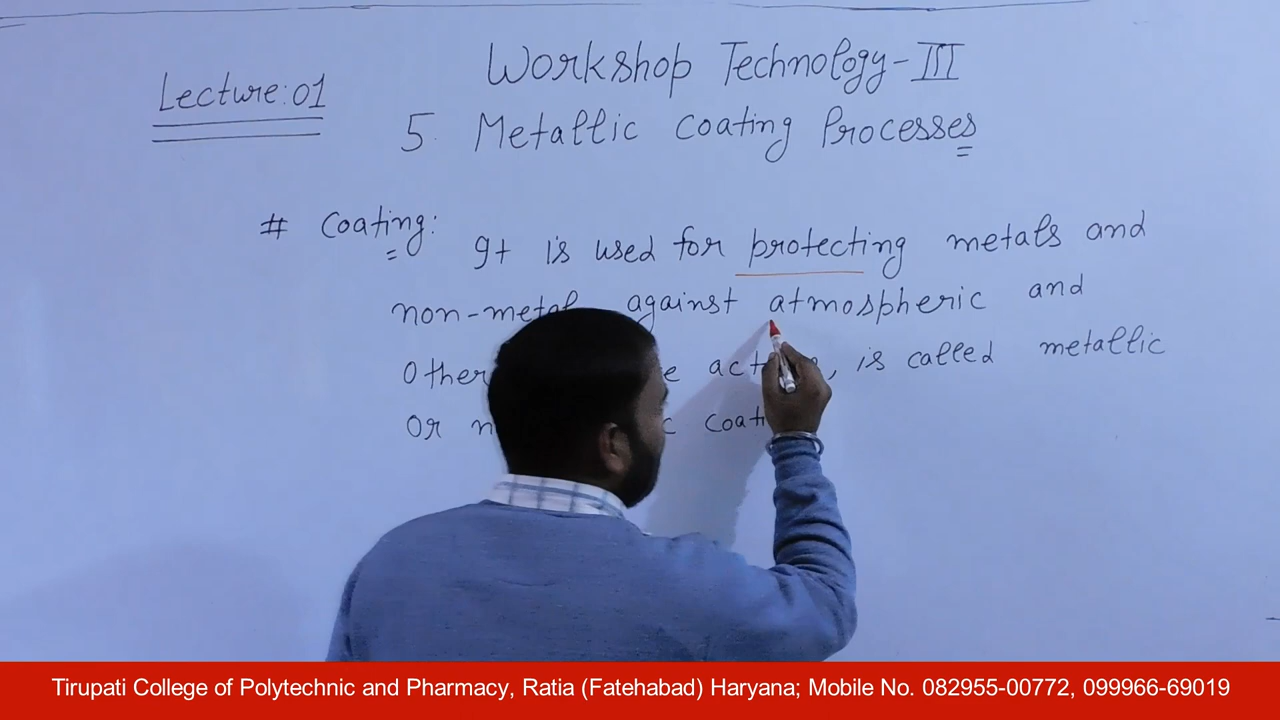 Workshop Technology-III
Lecture:01
5. Metallic Coating Processes
# Coating: It is used for protecting metals and
non-metal against atmospheric and
Other act is called metallic
or coat
Tirupati College of Polytechnic and Pharmacy, Ratia (Fatehabad) Haryana; Mobile No. 082955-00772, 099966-69019